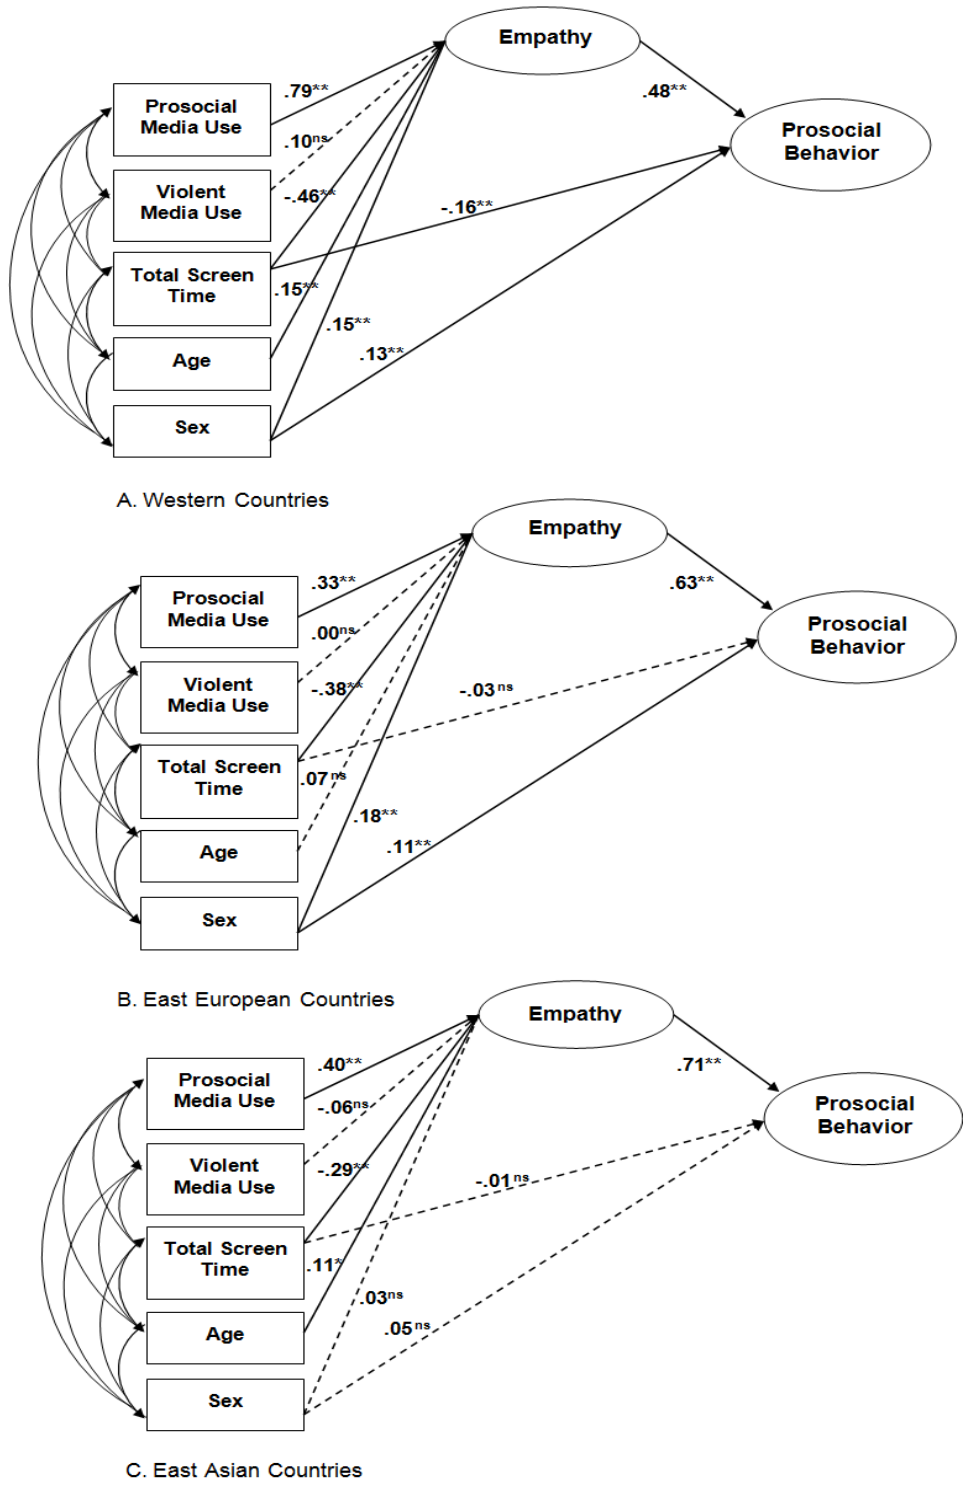 Empathy
.79**
.48**
Prosocial
Media Use
Prosocial
Behavior
.10ns
Violent
Media Use
-.46**
-.16**
Total Screen
Time
.15**
.15**
.13**
Age
Sex
A. Western Countries
Empathy
.33**
.63**
Prosocial
Media Use
Prosocial
Behavior
.00ns
Violent
Media Use
-.38**
-.03ns
Total Screen
Time
.07ns
.18**
.11**
Age
Sex
B. East European Countries
Empathy
.40**
.71**
Prosocial
Media Use
Prosocial
Behavior
-.06ns
Violent
Media Use
-.29**
-.01ns
Total Screen
Time
.11*
.03ns
.05ns
Age
Sex
C. East Asian Countries